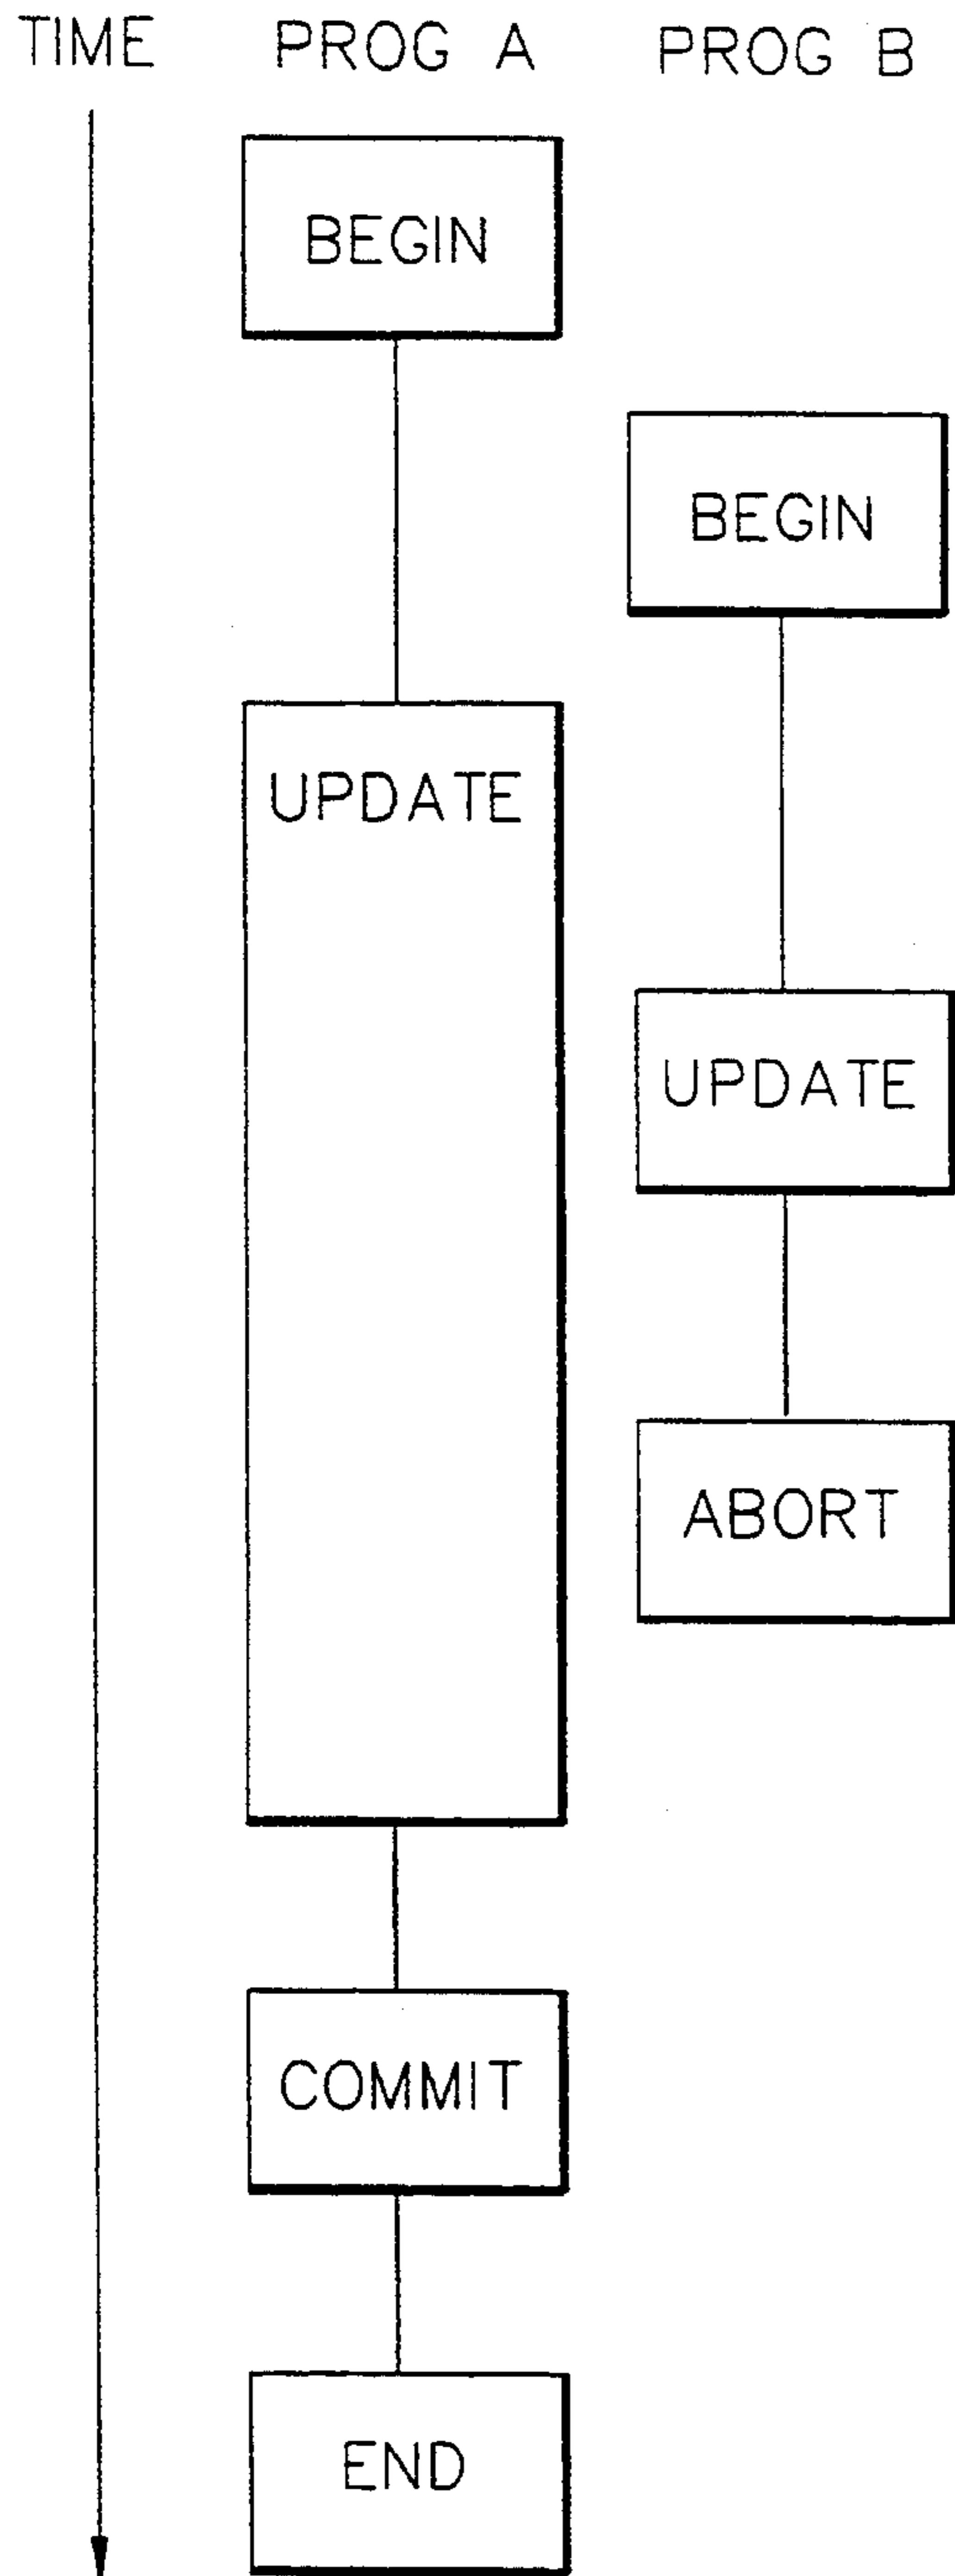 TIME PROG A PROG B
BEGIN
BEGIN
UPDATE
UPDATE
ABORT
COMMIT
END